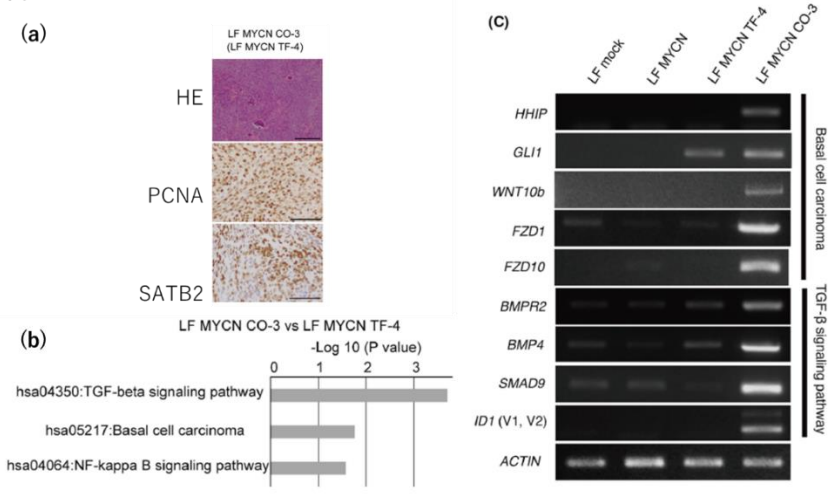 (a)
LF MYCN CO-3
(LF MYCN TF-4)
HE
PCNA
SATB2
(b)
LF MYCN CO-3 vs LF MYCN TF-4
-Log 10 (P value)
0 1 2 3
hsa04350:TGF-beta signaling pathway
hsa05217:Basal cell carcinoma
hsa04064:NF-kappa B signaling pathway
(C)
LF mock
LF MYCN
LF MYCN TF-4
LF MYCN CO-3
HHIP
GLI1
WNT10b
FZD1
FZD10
BMPR2
BMP4
SMAD9
ID1 (V1, V2)
ACTIN
Basal cell carcinoma
TGF-β signaling pathway